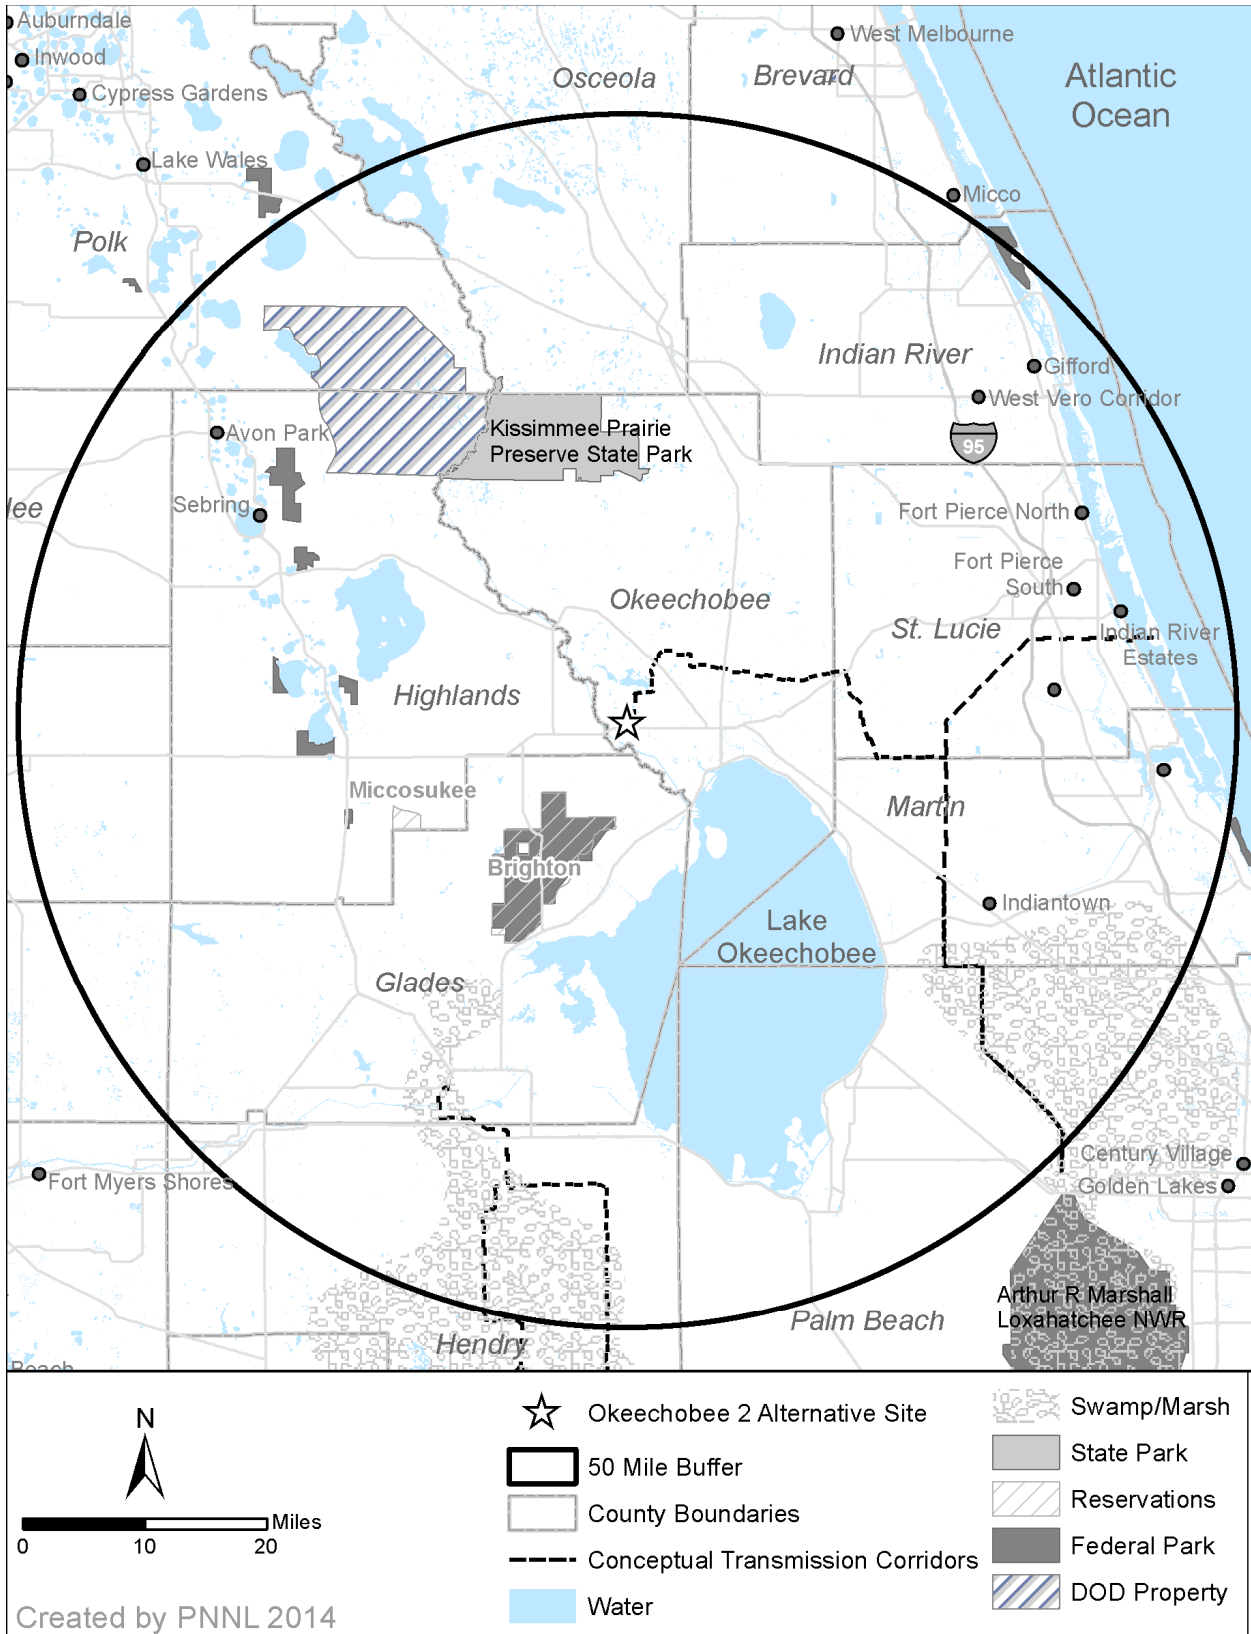 Auburndale
Inwood
Cypress Gardens
Lake Wales
Polk
Osceola
West Melbourne
Brevard
Atlantic
Ocean
Micco
Indian River
Gifford
West Vero Corridor
95
Kissimmee Prairie
Preserve State Park
Avon Park
Sebring
lee
Fort Pierce North
Fort Pierce
South
Okeechobee
St. Lucie
Indian River
Estates
Highlands
Miccosukee
Martin
Brighton
Indiantown
Lake
Okeechobee
Glades
Century Village
Golden Lakes
Fort Myers Shores
Arthur R Marshall
Loxahatchee NWR
Palm Beach
Hendry
Beach
N
Miles
0 10 20
Created by PNNL 2014
Okeechobee 2 Alternative Site
50 Mile Buffer
County Boundaries
Conceptual Transmission Corridors
Water
Swamp/Marsh
State Park
Reservations
Federal Park
DOD Property